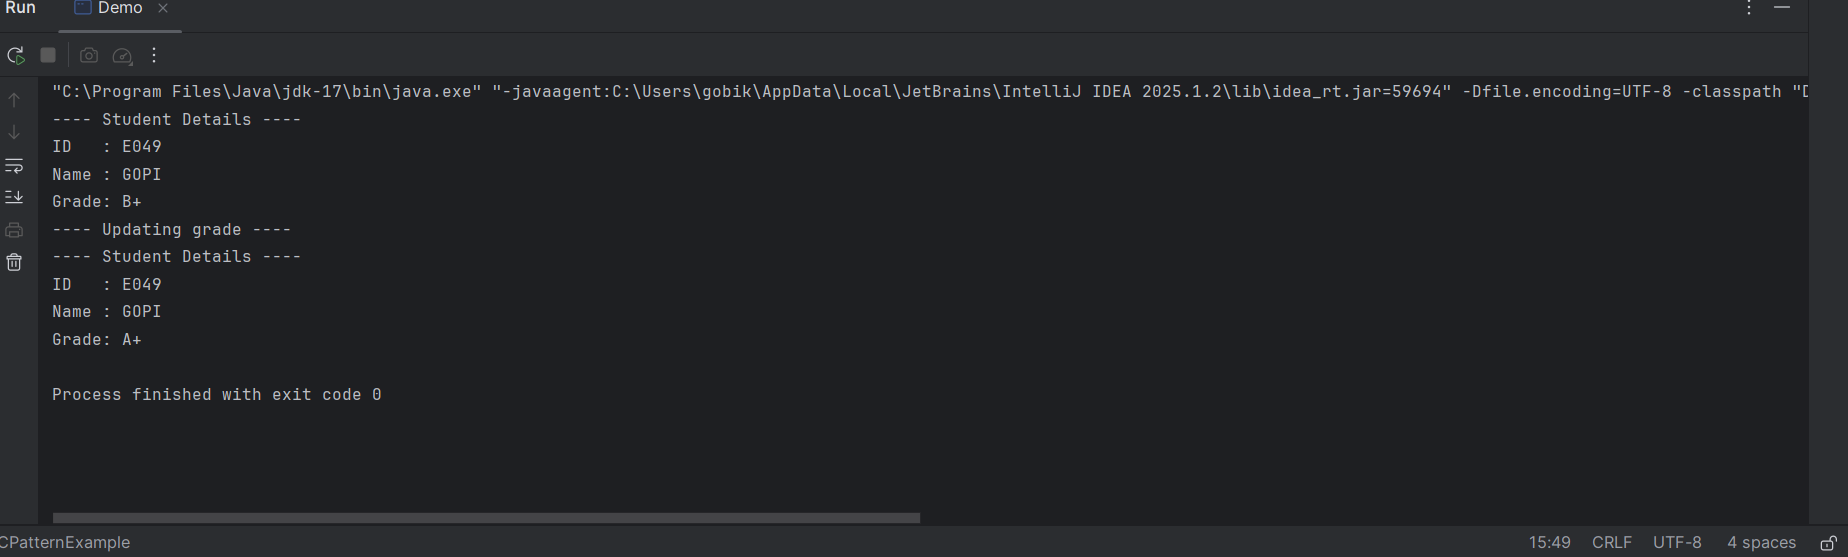 Run Demo
"C:\Program Files\Java\jdk-17\bin\java.exe" "-javaagent:C:\Users\gobik\AppData\Local\JetBrains\IntelliJ IDEA 2025.1.2\lib\idea_rt.jar=59694" -Dfile.encoding=UTF-8 -classpath "D
---- Student Details ----
ID   : E049
Name : GOPI
Grade: B+
---- Updating grade ----
---- Student Details ----
ID   : E049
Name : GOPI
Grade: A+
Process finished with exit code 0
CPatternExample 15:49 CRLF UTF-8 4 spaces